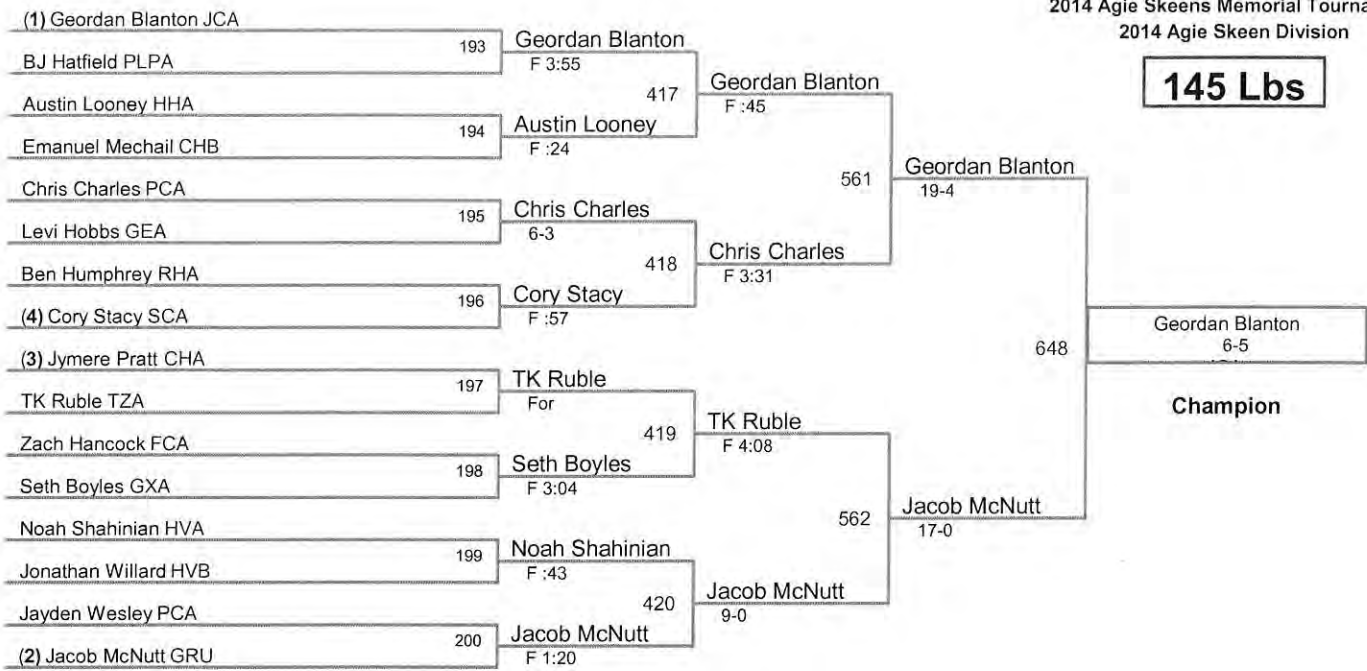 2014 Agie Skeens Memorial Tourna
2014 Agie Skeen Division
145 Lbs
(1) Geordan Blanton JCA
BJ Hatfield PLPA
Austin Looney HHA
Emanuel Mechail CHB
Chris Charles PCA
Levi Hobbs GEA
Ben Humphrey RHA
(4) Cory Stacy SCA
(3) Jymere Pratt CHA
TK Ruble TZA
Zach Hancock FCA
Seth Boyles GXA
Noah Shahinian HVA
Jonathan Willard HVB
Jayden Wesley PCA
(2) Jacob McNutt GRU
193
Geordan Blanton
F 3:55
194
Austin Looney
F :24
195
Chris Charles
6-3
196
Cory Stacy
F :57
197
TK Ruble
For
198
Seth Boyles
F 3:04
199
Noah Shahinian
F :43
200
Jacob McNutt
F 1:20
417
Geordan Blanton
F :45
418
Chris Charles
F 3:31
419
TK Ruble
F 4:08
420
Jacob McNutt
9-0
561
Geordan Blanton
19-4
562
Jacob McNutt
17-0
648
Geordan Blanton
6-5
Champion